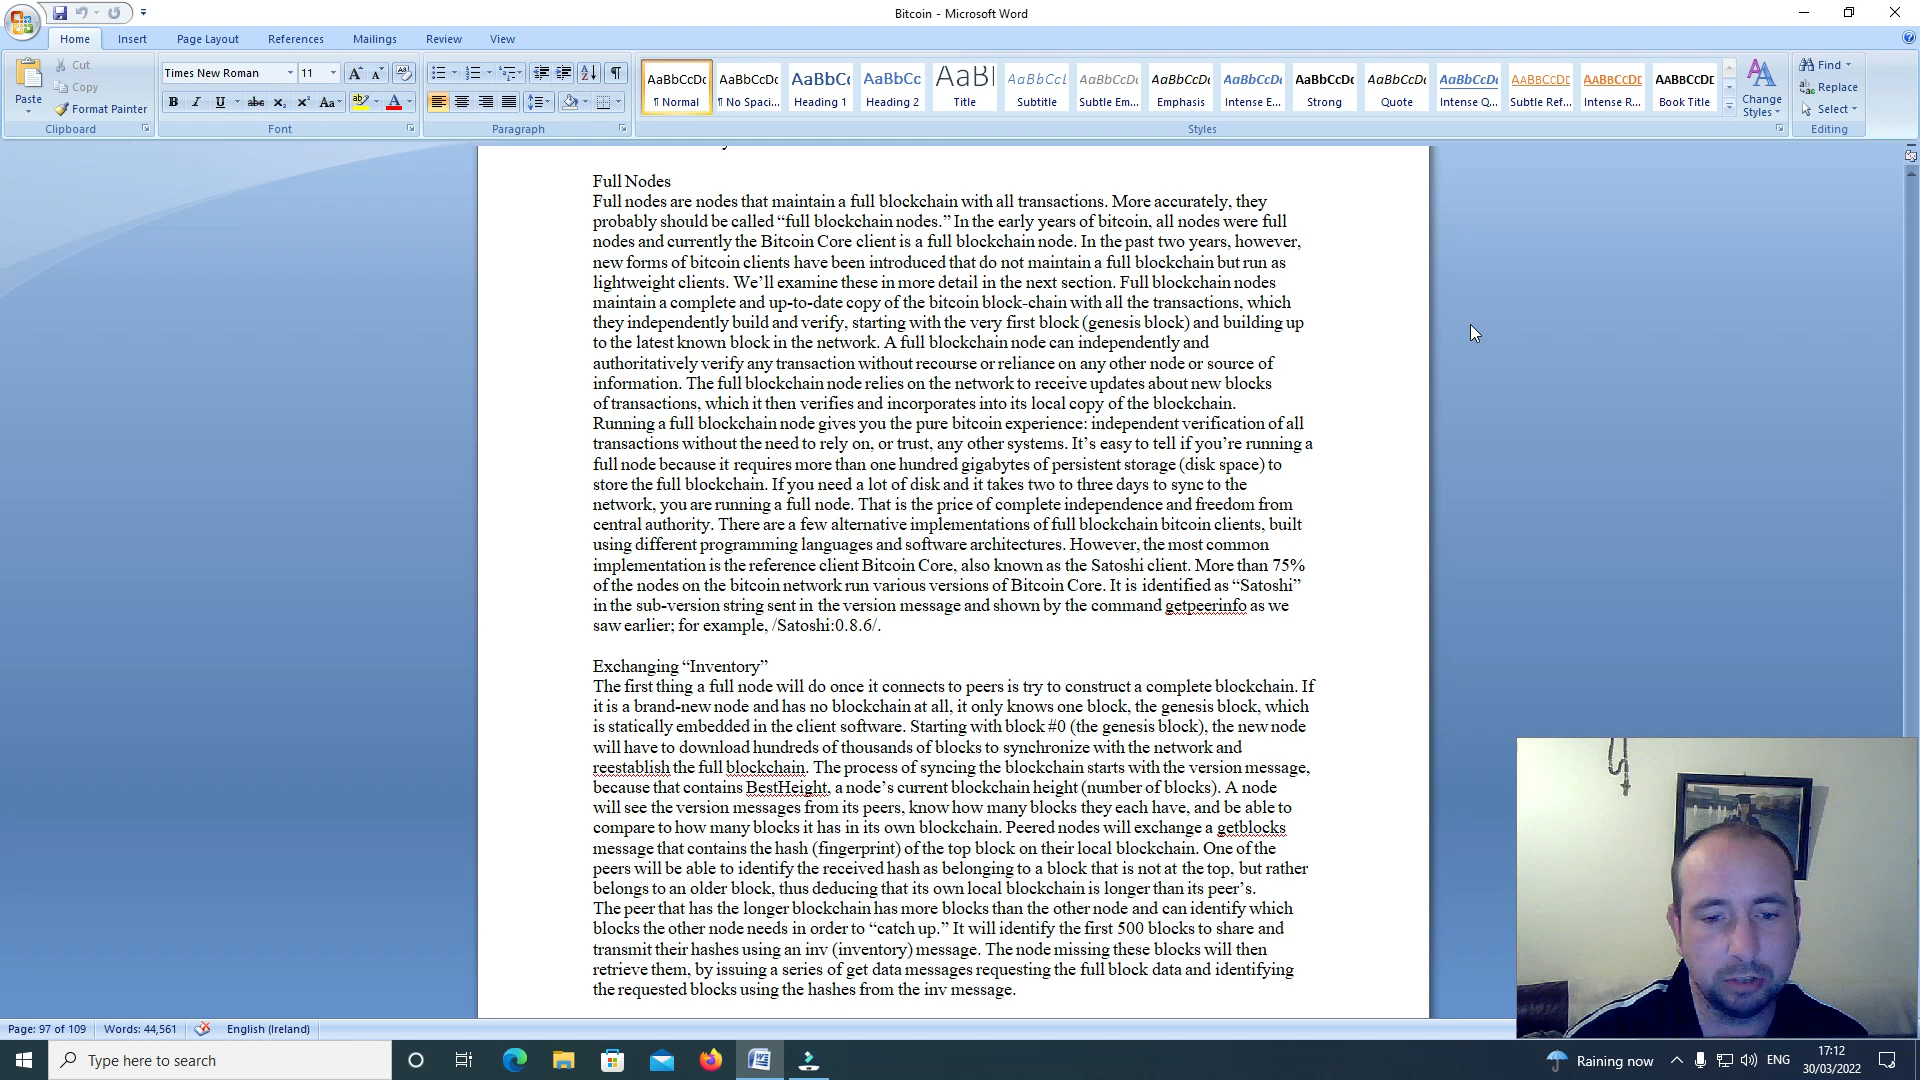 Bitcoin - Microsoft Word
Home Insert Page Layout References Mailings Review View
Paste
Cut
Copy
Format Painter
Clipboard
Times New Roman 11
Font
Paragraph
AaBbCcDc AaBbCcDc AaBbCc AaBbCc AaBl AaBbCcL AaBbCcDc AaBbCcDc AaBbCcDc AaBbCcDc AaBbCcDc AaBbCcDc AABBCCDE AABBCCDE AABBCCDE
¶ Normal ¶ No Spaci... Heading 1 Heading 2 Title Subtitle Subtle Em... Emphasis Intense E... Strong Quote Intense Q... Subtle Ref... Intense R... Book Title
Styles
Change
Styles
Find
Replace
Select
Editing
Full Nodes
Full nodes are nodes that maintain a full blockchain with all transactions. More accurately, they
probably should be called “full blockchain nodes.” In the early years of bitcoin, all nodes were full
nodes and currently the Bitcoin Core client is a full blockchain node. In the past two years, however,
new forms of bitcoin clients have been introduced that do not maintain a full blockchain but run as
lightweight clients. We’ll examine these in more detail in the next section. Full blockchain nodes
maintain a complete and up-to-date copy of the bitcoin block-chain with all the transactions, which
they independently build and verify, starting with the very first block (genesis block) and building up
to the latest known block in the network. A full blockchain node can independently and
authoritatively verify any transaction without recourse or reliance on any other node or source of
information. The full blockchain node relies on the network to receive updates about new blocks
of transactions, which it then verifies and incorporates into its local copy of the blockchain.
Running a full blockchain node gives you the pure bitcoin experience: independent verification of all
transactions without the need to rely on, or trust, any other systems. It’s easy to tell if you’re running a
full node because it requires more than one hundred gigabytes of persistent storage (disk space) to
store the full blockchain. If you need a lot of disk and it takes two to three days to sync to the
network, you are running a full node. That is the price of complete independence and freedom from
central authority. There are a few alternative implementations of full blockchain bitcoin clients, built
using different programming languages and software architectures. However, the most common
implementation is the reference client Bitcoin Core, also known as the Satoshi client. More than 75%
of the nodes on the bitcoin network run various versions of Bitcoin Core. It is identified as “Satoshi”
in the sub-version string sent in the version message and shown by the command getpeerinfo as we
saw earlier; for example, /Satoshi:0.8.6/.
Exchanging “Inventory”
The first thing a full node will do once it connects to peers is try to construct a complete blockchain. If
it is a brand-new node and has no blockchain at all, it only knows one block, the genesis block, which
is statically embedded in the client software. Starting with block #0 (the genesis block), the new node
will have to download hundreds of thousands of blocks to synchronize with the network and
reestablish the full blockchain. The process of syncing the blockchain starts with the version message,
because that contains BestHeight, a node’s current blockchain height (number of blocks). A node
will see the version messages from its peers, know how many blocks they each have, and be able to
compare to how many blocks it has in its own blockchain. Peered nodes will exchange a getblocks
message that contains the hash (fingerprint) of the top block on their local blockchain. One of the
peers will be able to identify the received hash as belonging to a block that is not at the top, but rather
belongs to an older block, thus deducing that its own local blockchain is longer than its peer’s.
The peer that has the longer blockchain has more blocks than the other node and can identify which
blocks the other node needs in order to “catch up.” It will identify the first 500 blocks to share and
transmit their hashes using an inv (inventory) message. The node missing these blocks will then
retrieve them, by issuing a series of get data messages requesting the full block data and identifying
the requested blocks using the hashes from the inv message.
Page: 97 of 109 Words: 44,561 English (Ireland)
Type here to search
Raining now ENG 17:12
30/03/2022